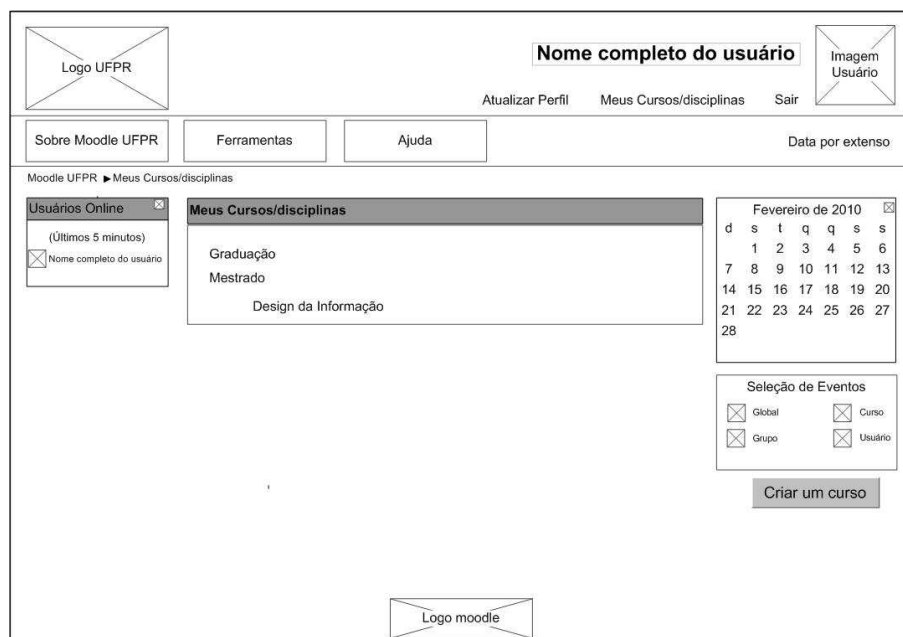 Logo UFPR
Nome completo do usuário
Imagem
Usuário
Atualizar Perfil Meus Cursos/disciplinas Sair
Sobre Moodle UFPR Ferramentas Ajuda Data por extenso
Moodle UFPR ▶ Meus Cursos/disciplinas
Usuários Online
(Últimos 5 minutos)
Nome completo do usuário
Meus Cursos/disciplinas
Graduação
Mestrado
Design da Informação
Fevereiro de 2010
d s t q q s s
1 2 3 4 5 6
7 8 9 10 11 12 13
14 15 16 17 18 19 20
21 22 23 24 25 26 27
28
Seleção de Eventos
Global Curso
Grupo Usuário
Criar um curso
Logo moodle